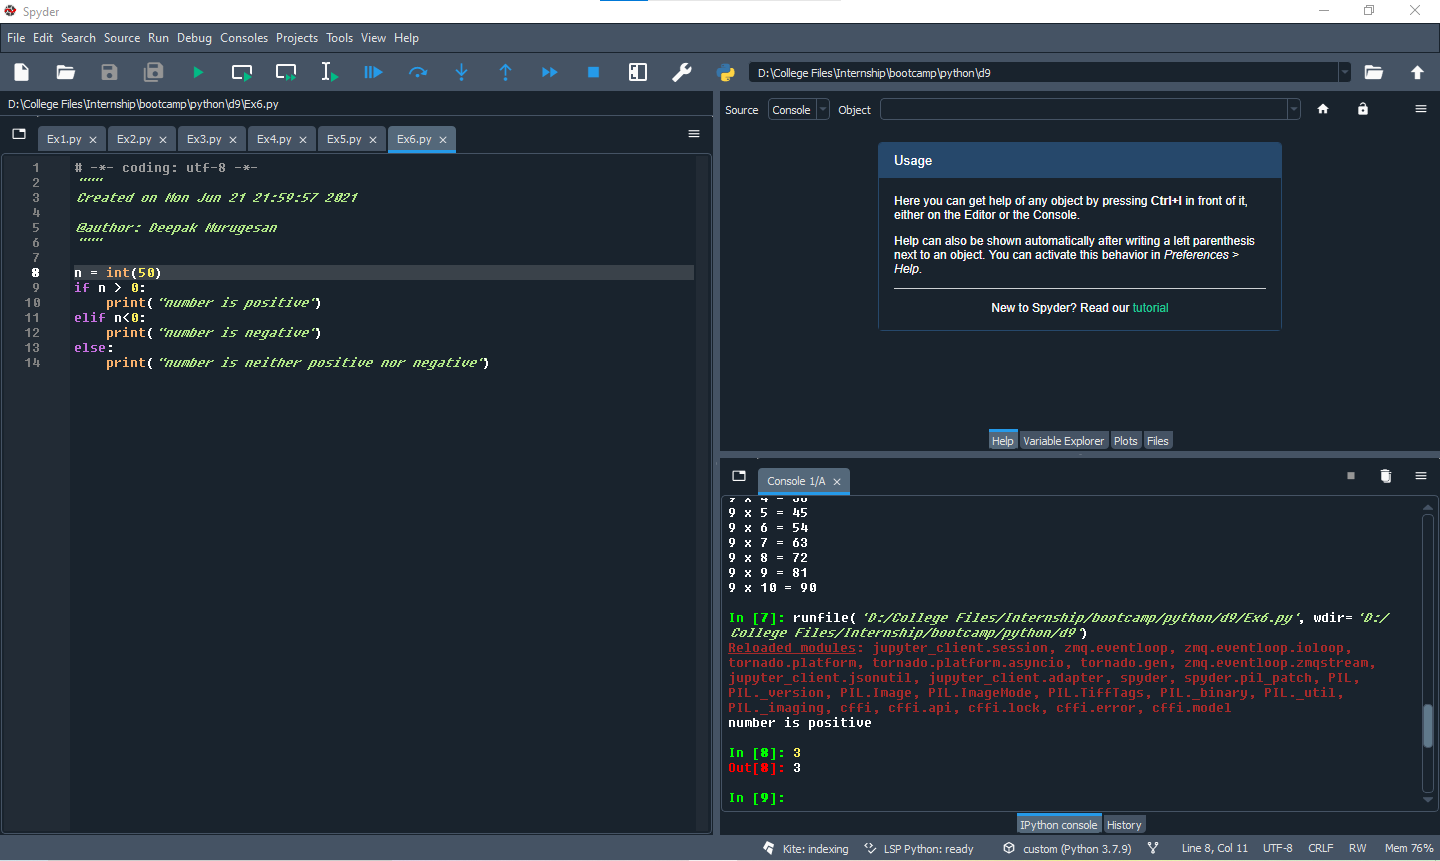 Spyder
File Edit Search Source Run Debug Consoles Projects Tools View Help
D:\College Files\Internship\bootcamp\python\d9
D:\College Files\Internship\bootcamp\python\d9\Ex6.py
Ex1.py Ex2.py Ex3.py Ex4.py Ex5.py Ex6.py
1 # -*- coding: utf-8 -*-
2 """
3 Created on Mon Jun 21 21:59:57 2021
4
5 @author: Deepak Murugesan
6 """
7
8 n = int(50)
9 if n > 0:
10 print("number is positive")
11 elif n<0:
12 print("number is negative")
13 else:
14 print("number is neither positive nor negative")
Source Console Object
Usage
Here you can get help of any object by pressing Ctrl+I in front of it,
either on the Editor or the Console.
Help can also be shown automatically after writing a left parenthesis
next to an object. You can activate this behavior in Preferences >
Help.
New to Spyder? Read our tutorial
Help Variable Explorer Plots Files
Console 1/A
9 x 4 = 36
9 x 5 = 45
9 x 6 = 54
9 x 7 = 63
9 x 8 = 72
9 x 9 = 81
9 x 10 = 90
In [7]: runfile('D:/College Files/Internship/bootcamp/python/d9/Ex6.py', wdir='D:/
College Files/Internship/bootcamp/python/d9')
Reloaded modules: jupyter_client.session, zmq.eventloop, zmq.eventloop.ioloop,
tornado.platform, tornado.platform.asyncio, tornado.gen, zmq.eventloop.zmqstream,
jupyter_client.jsonutil, jupyter_client.adapter, spyder, spyder.pil_patch, PIL,
PIL._version, PIL.Image, PIL.ImageMode, PIL.TiffTags, PIL._binary, PIL._util,
PIL._imaging, cffi, cffi.api, cffi.lock, cffi.error, cffi.model
number is positive
In [8]: 3
Out[8]: 3
In [9]:
IPython console History
Kite: indexing LSP Python: ready custom (Python 3.7.9) Line 8, Col 11 UTF-8 CRLF RW Mem 76%